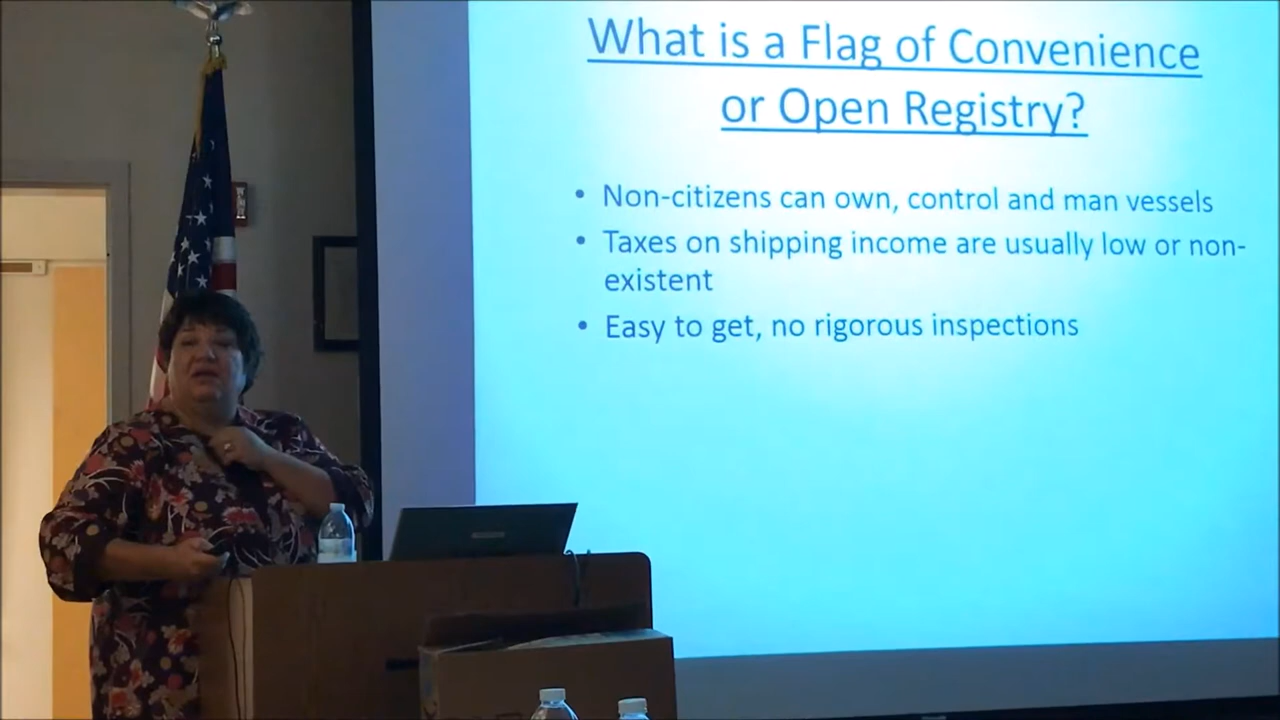 What is a Flag of Convenience
or Open Registry?
• Non-citizens can own, control and man vessels
• Taxes on shipping income are usually low or non-
existent
• Easy to get, no rigorous inspections